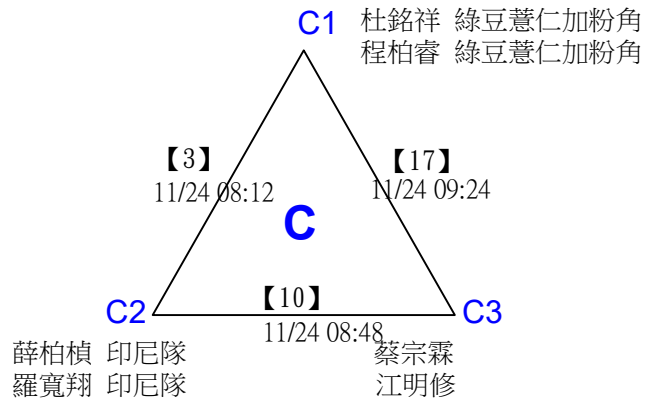 C1 杜銘祥 綠豆薏仁加粉角
程柏睿 綠豆薏仁加粉角
【3】
11/24 08:12
【17】
11/24 09:24
C
【10】
11/24 08:48
C2
C3
薛柏楨 印尼隊
羅寬翔 印尼隊
蔡宗霖
江明修